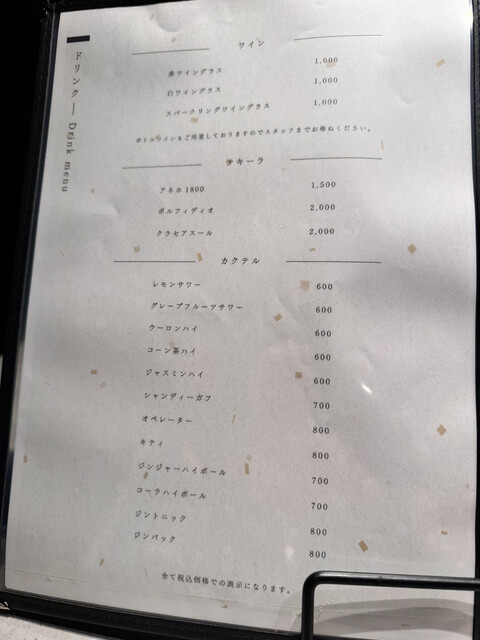 ドリンク— Drink menu
ワイン
赤ワイングラス 1,000
白ワイングラス 1,000
スパークリングワイングラス 1,000
ボトルワインもご用意しておりますのでスタッフまでお尋ねください。
テキーラ
アネホ 1800 1,500
ポルフィディオ 2,000
クラセアスール 2,000
カクテル
レモンサワー 600
グレープフルーツサワー 600
ウーロンハイ 600
コーン茶ハイ 600
ジャスミンハイ 600
シャンディーガフ 700
オペレーター 800
キティ 800
ジンジャーハイボール 700
コーラハイボール 700
ジントニック 800
ジンバック 800
全て税込価格での表示になります。